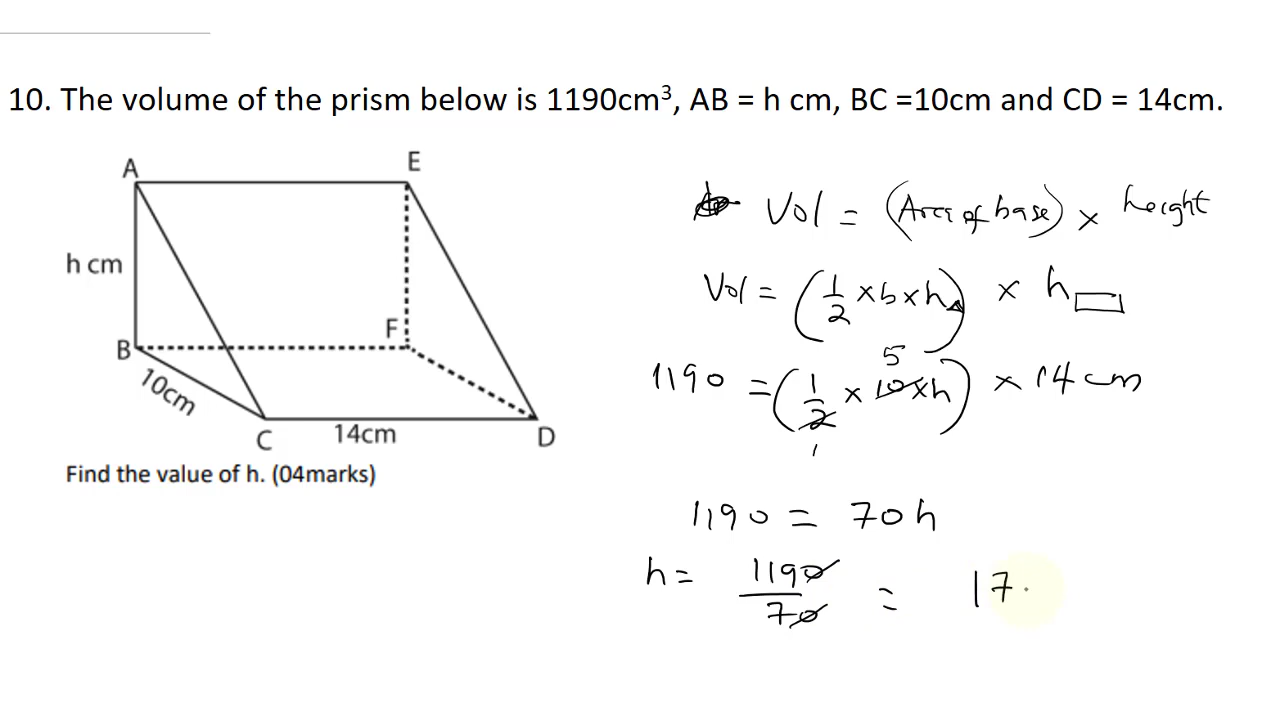 10. The volume of the prism below is 1190cm³, AB = h cm, BC =10cm and CD = 14cm.
A
E
h cm
B
F
10cm
C
14cm
D
Find the value of h. (04marks)
Vol = (Area of base) × height
Vol = (1/2 × b × h) × h
5
1190 = (1/2 × 10 × h) × 14 cm
1
1190 = 70h
h = 1190/70 = 17.